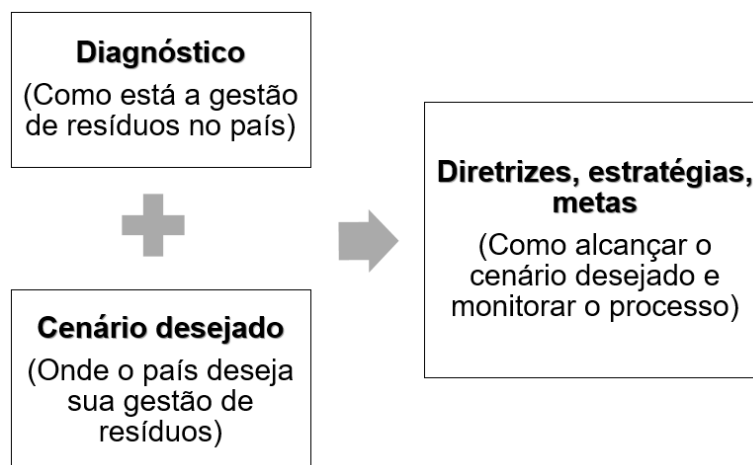 Diagnóstico
(Como está a gestão
de resíduos no país)
Cenário desejado
(Onde o país deseja
sua gestão de
resíduos)
Diretrizes, estratégias,
metas
(Como alcançar o
cenário desejado e
monitorar o processo)